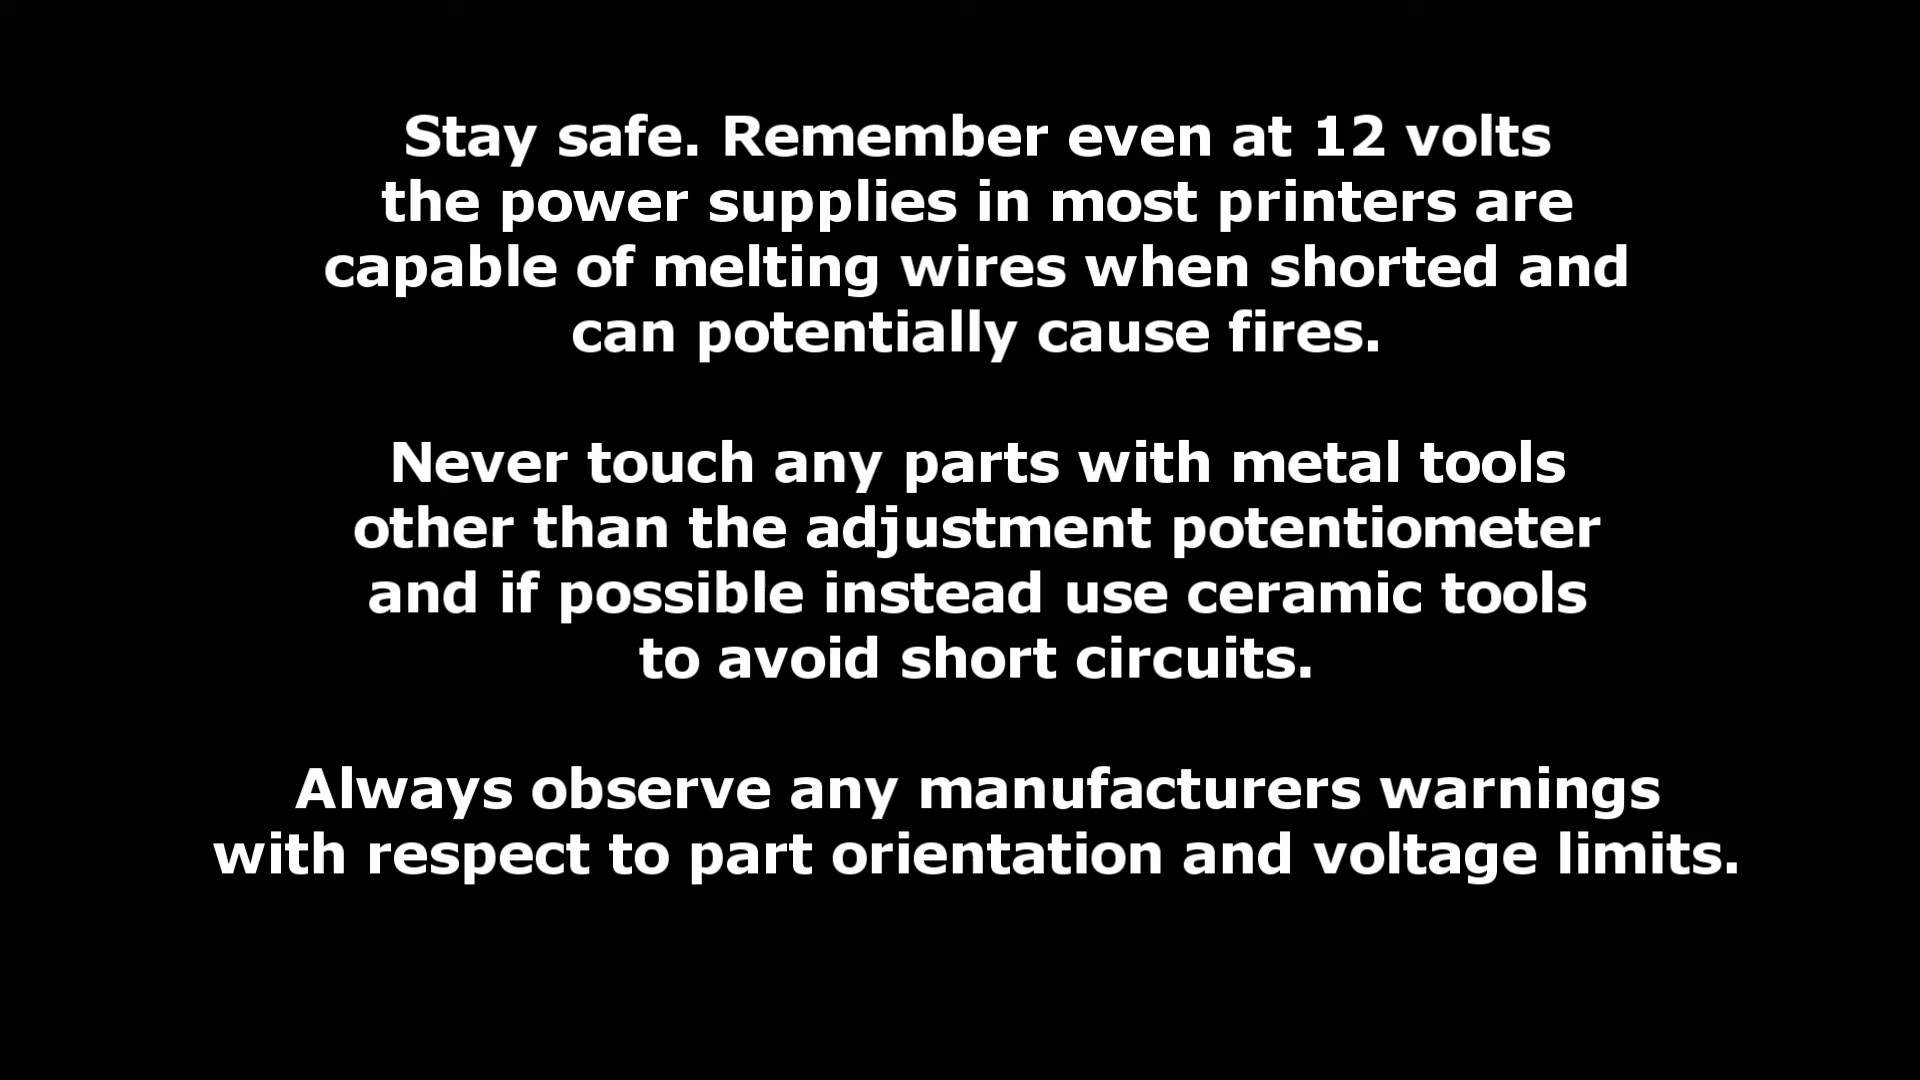 Stay safe. Remember even at 12 volts
the power supplies in most printers are
capable of melting wires when shorted and
can potentially cause fires.
Never touch any parts with metal tools
other than the adjustment potentiometer
and if possible instead use ceramic tools
to avoid short circuits.
Always observe any manufacturers warnings
with respect to part orientation and voltage limits.